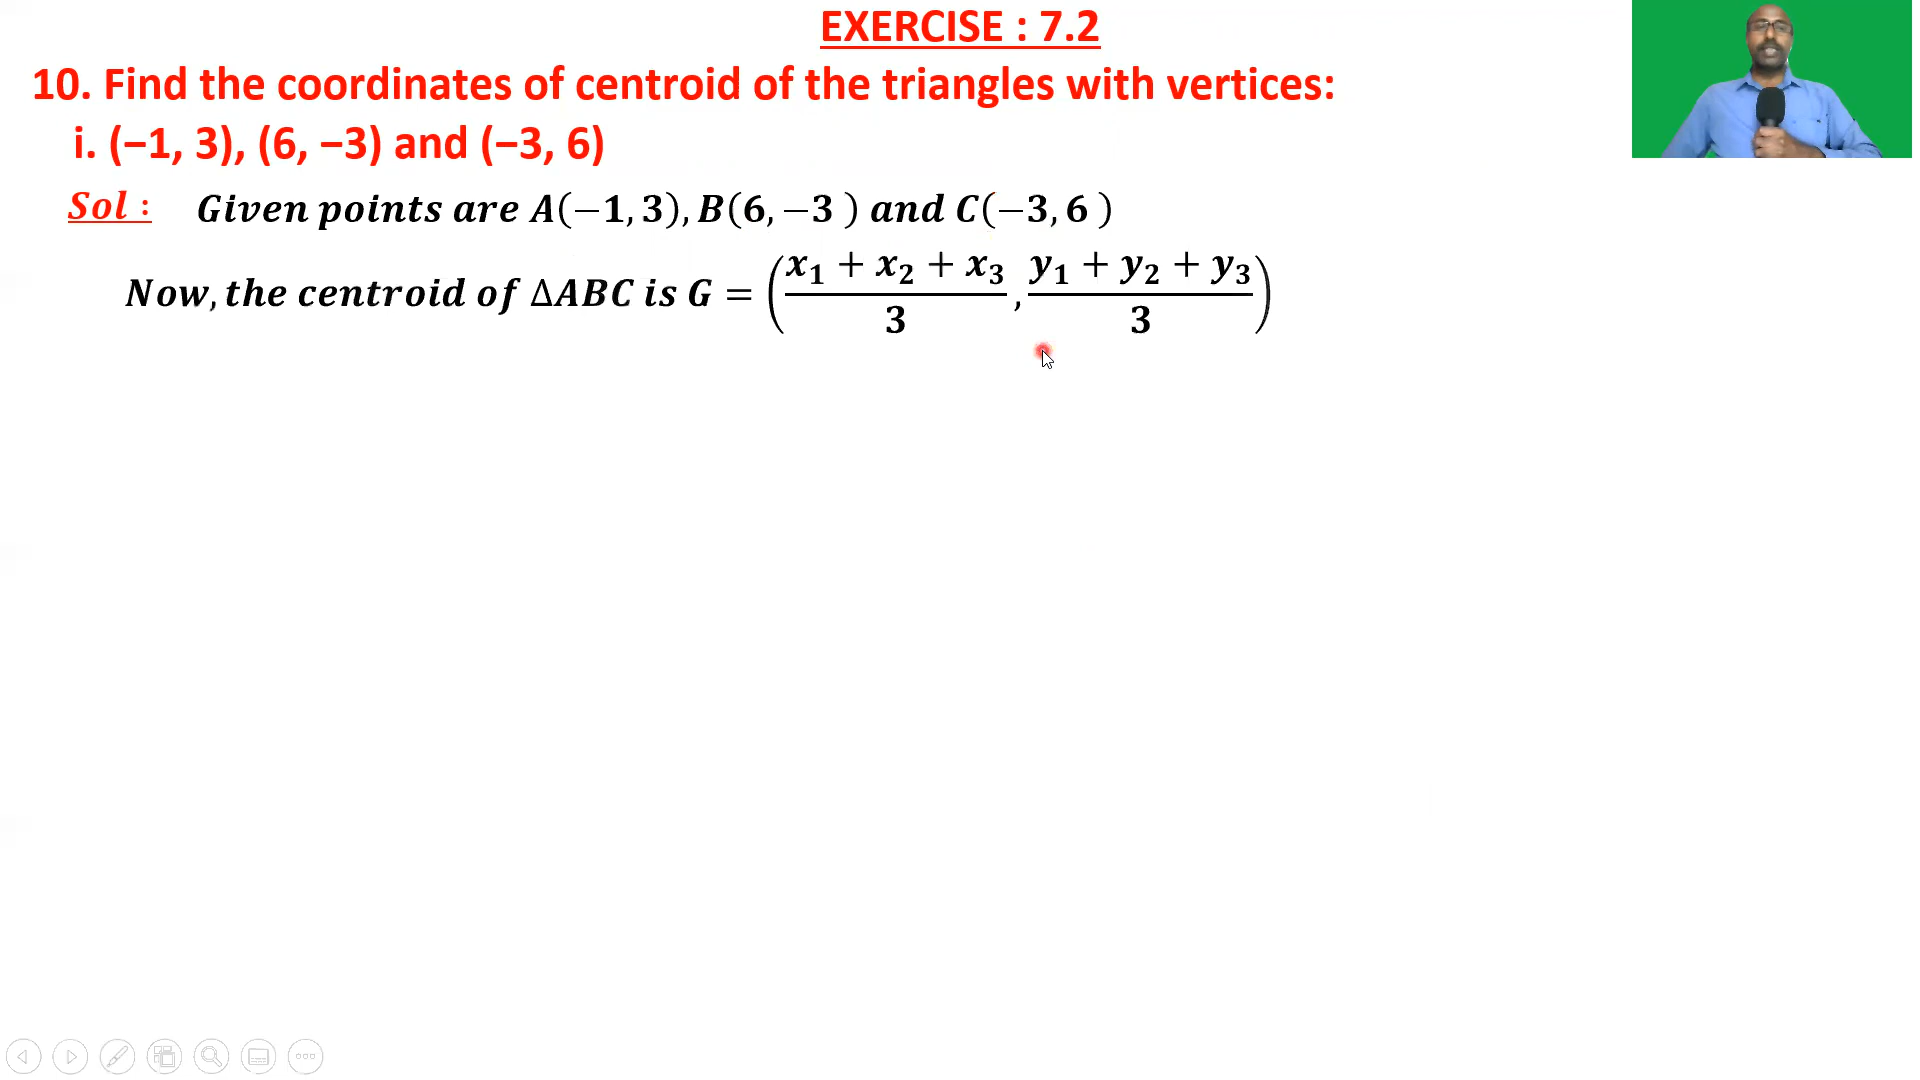 EXERCISE : 7.2
10. Find the coordinates of centroid of the triangles with vertices:
i. (−1, 3), (6, −3) and (−3, 6)
Sol : Given points are A(−1, 3), B(6, −3 ) and C(−3, 6 )
Now, the centroid of ΔABC is G = ( (x₁ + x₂ + x₃)/3 , (y₁ + y₂ + y₃)/3 )